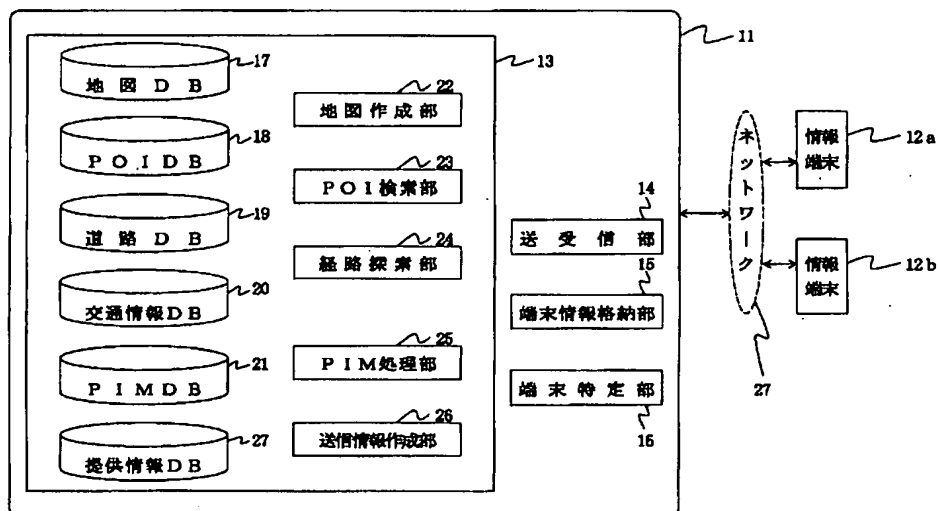 11
17
地図DB
13
22
地図作成部
18
POIDB
23
POI検索部
19
道路DB
24
経路探索部
20
交通情報DB
21
PIMDB
25
PIM処理部
27
提供情報DB
26
送信情報作成部
14
送受信部
15
端末情報格納部
端末特定部
16
ネットワーク
27
情報端末
12a
情報端末
12b